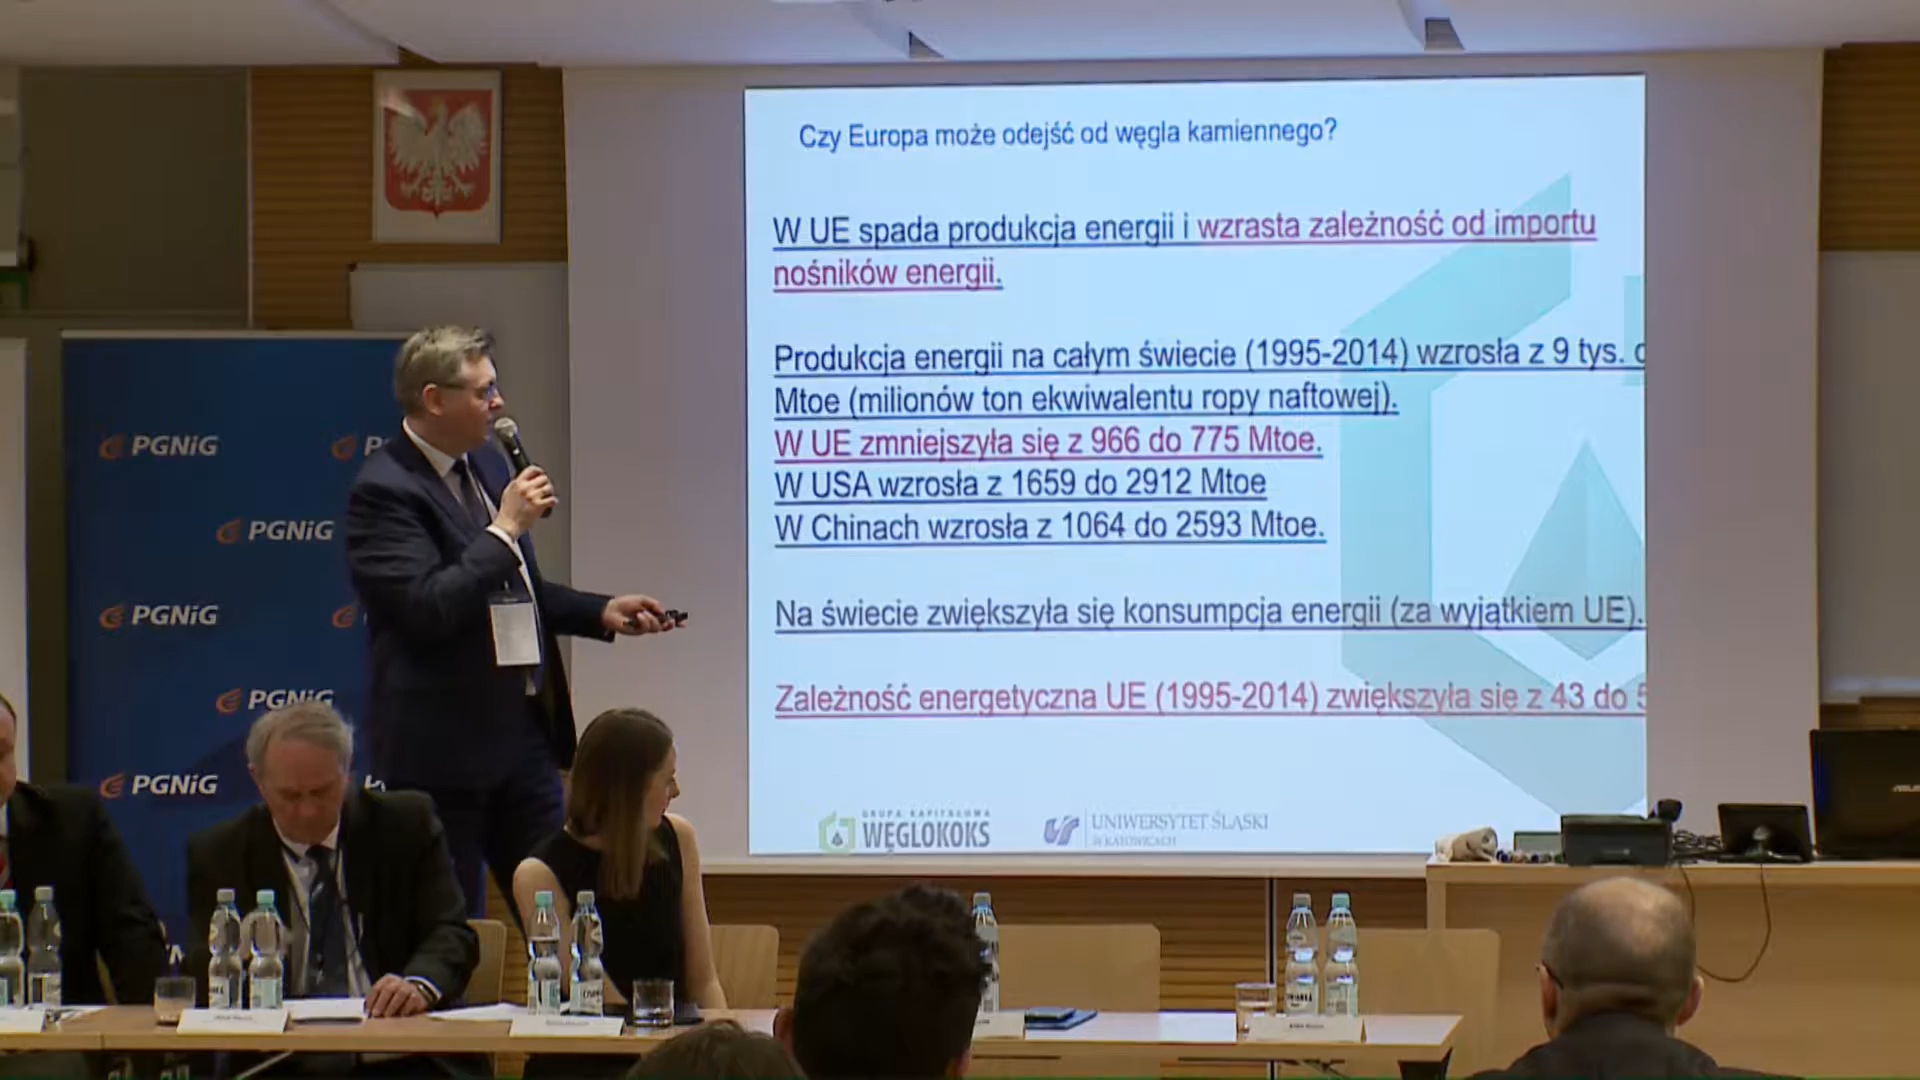 Czy Europa może odejść od węgla kamiennego?
W UE spada produkcja energii i wzrasta zależność od importu
nośników energii.
Produkcja energii na całym świecie (1995-2014) wzrosła z 9 tys.
Mtoe (milionów ton ekwiwalentu ropy naftowej).
W UE zmniejszyła się z 966 do 775 Mtoe.
W USA wzrosła z 1659 do 2912 Mtoe
W Chinach wzrosła z 1064 do 2593 Mtoe.
Na świecie zwiększyła się konsumpcja energii (za wyjątkiem UE).
Zależność energetyczna UE (1995-2014) zwiększyła się z 43 do
GRUPA KAPITAŁOWA
WĘGLOKOKS
UNIWERSYTET ŚLĄSKI
W KATOWICACH
PGNiG
PGNiG
PGNiG
PGNiG
PGNiG